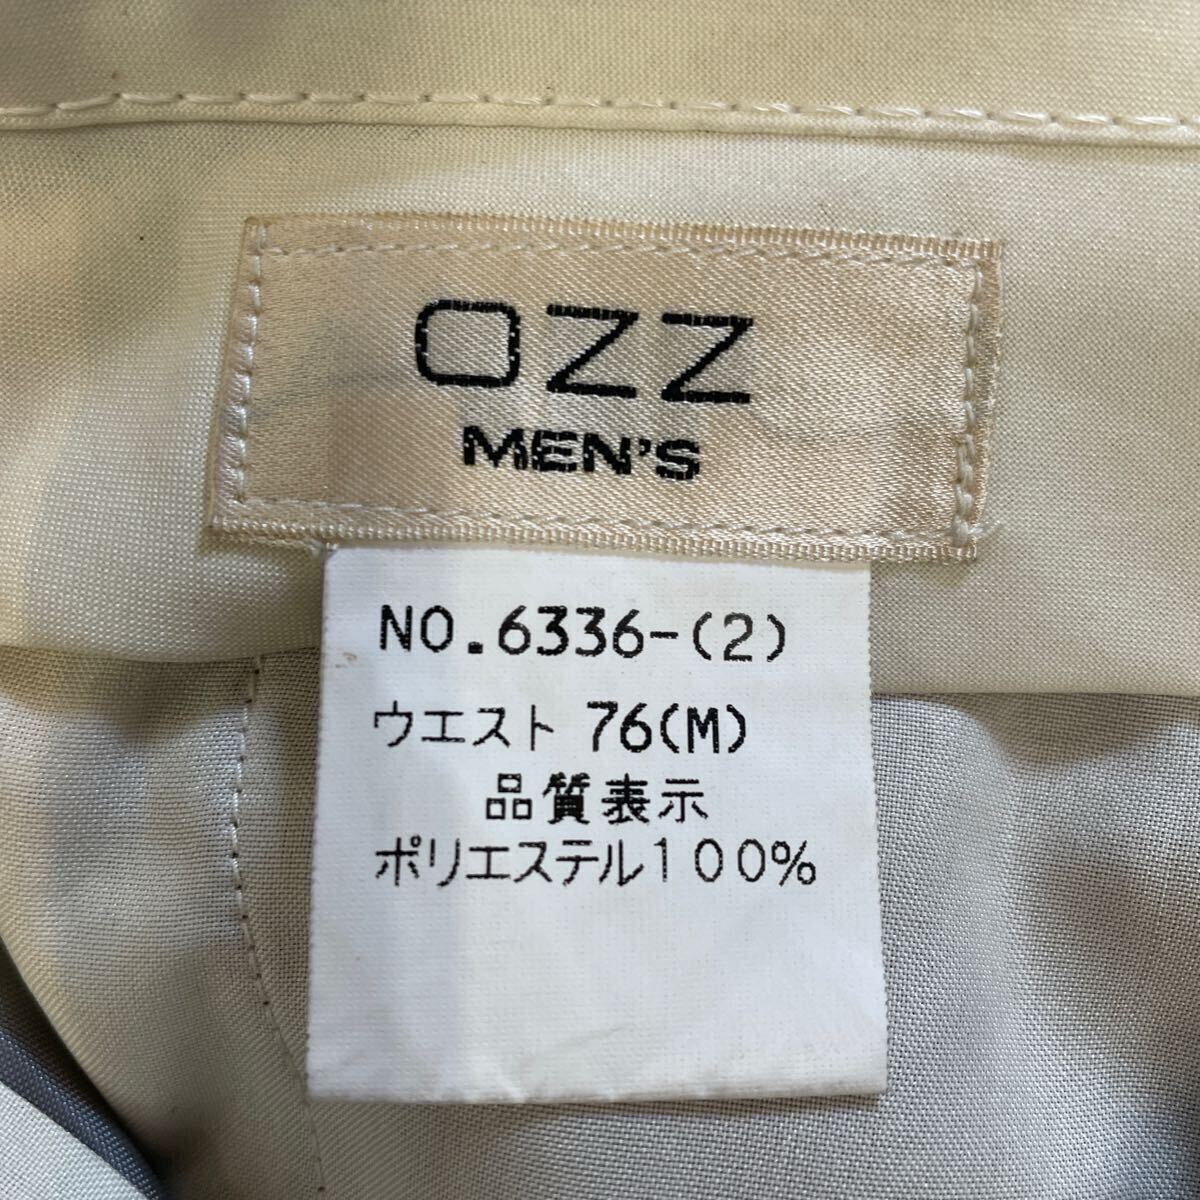 OZZ
MEN'S
NO.6336-(2)
ウエスト 76(M)
品質表示
ポリエステル100%